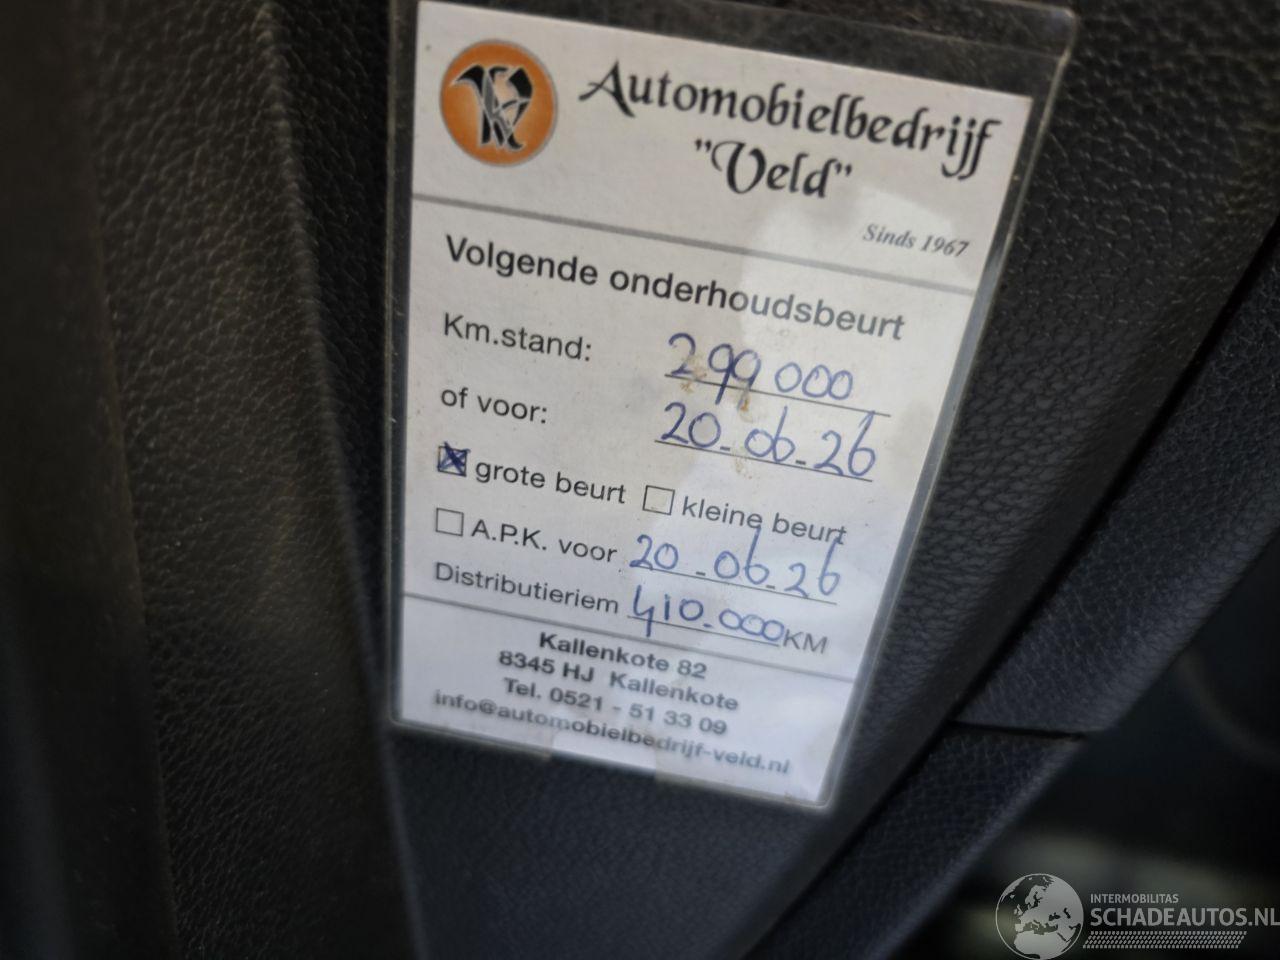 Automobielbedrijf
"Veld"
Sinds 1967
Volgende onderhoudsbeurt
Km.stand: 299000
of voor: 20-06-26
grote beurt kleine beurt
A.P.K. voor 20-06-26
Distributieriem 410.000 KM
Kallenkote 82
8345 HJ Kallenkote
Tel. 0521 - 51 33 09
info@automobielbedrijf-veld.nl
INTERMOBILITAS
SCHADEAUTOS.NL